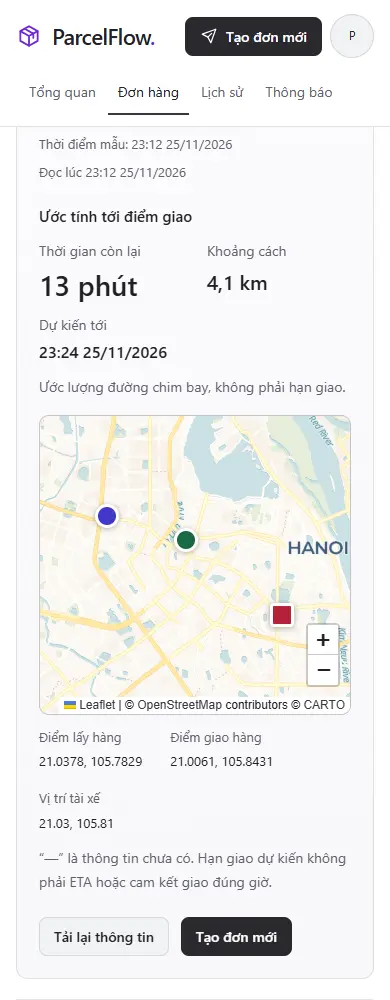 ParcelFlow.
Tạo đơn mới
P
Tổng quan
Đơn hàng
Lịch sử
Thông báo
Thời điểm mẫu: 23:12 25/11/2026
Đọc lúc 23:12 25/11/2026
Ước tính tới điểm giao
Thời gian còn lại
Khoảng cách
13 phút
4,1 km
Dự kiến tới
23:24 25/11/2026
Ước lượng đường chim bay, không phải hạn giao.
Red River
HANOI
+
−
Leaflet | © OpenStreetMap contributors © CARTO
Điểm lấy hàng
Điểm giao hàng
21.0378, 105.7829
21.0061, 105.8431
Vị trí tài xế
21.03, 105.81
“—” là thông tin chưa có. Hạn giao dự kiến không
phải ETA hoặc cam kết giao đúng giờ.
Tải lại thông tin
Tạo đơn mới